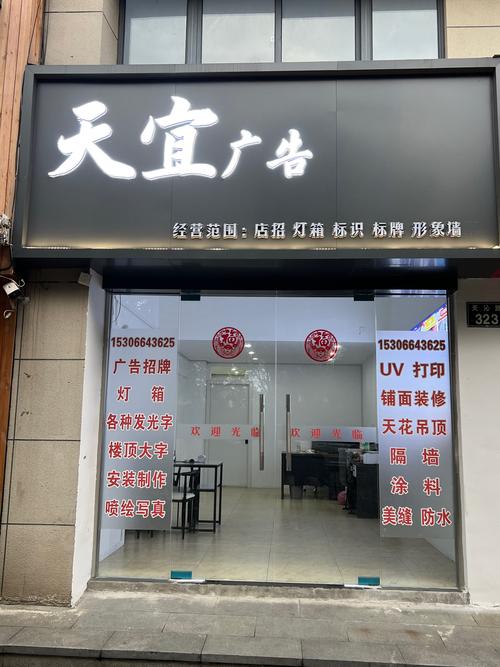 天宜广告
经营范围：店招 灯箱 标识 标牌 形象墙
323
15306643625
广告招牌
灯 箱
各种发光字
楼顶大字
安装制作
喷绘写真
福
欢迎光临
福
欢迎光临
15306643625
UV 打印
铺面装修
天花吊顶
隔 墙
涂 料
美缝 防水